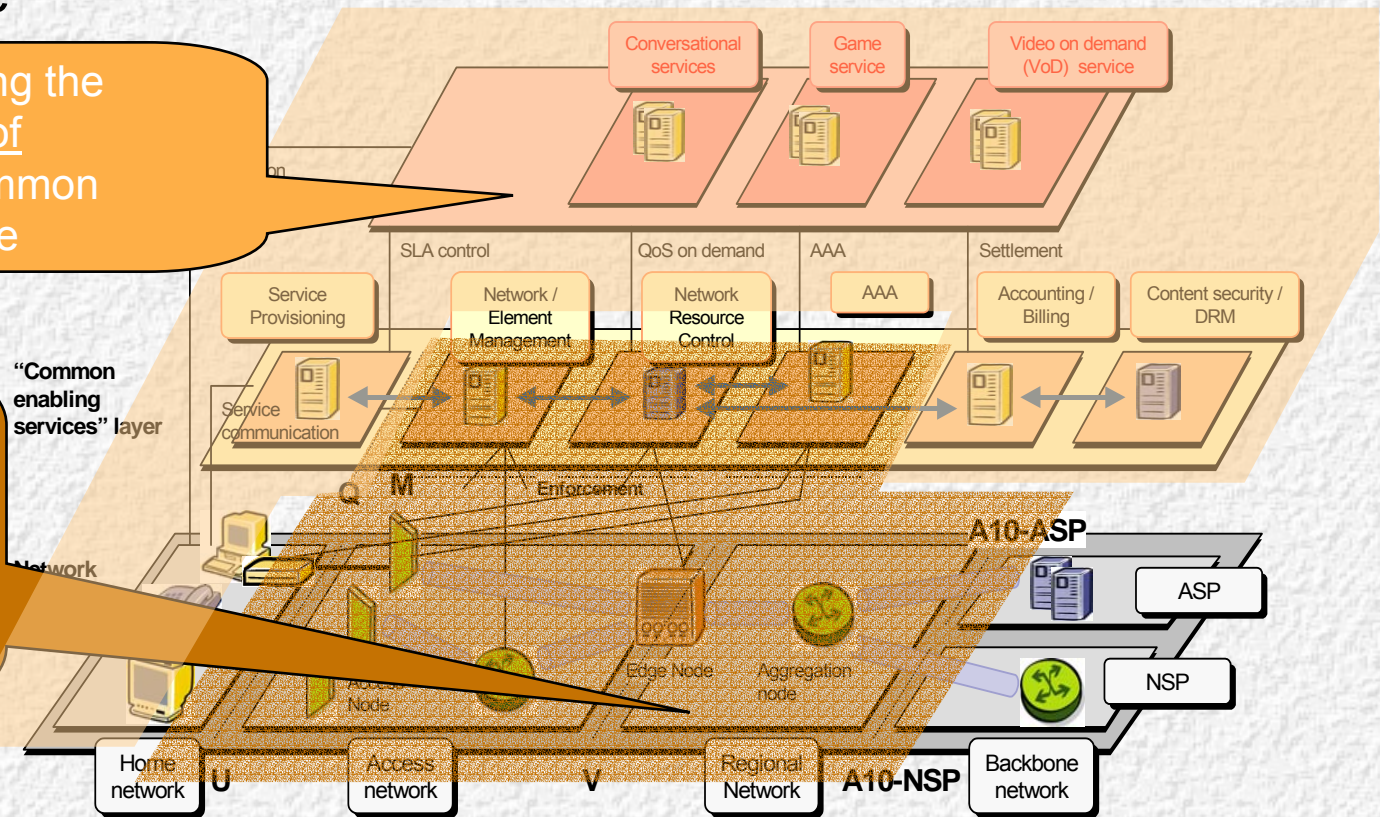 Conversational
services
Game
service
Video on demand
(VoD) service
ng the
of
mmon
e
on
SLA control
QoS on demand
AAA
Settlement
Service
Provisioning
Network /
Element
Management
Network
Resource
Control
AAA
Accounting /
Billing
Content security /
DRM
“Common
enabling
services” layer
Service
communication
Q
M
Enforcement
A10-ASP
Network
ASP
Edge Node
Aggregation
node
Access
Node
NSP
Home
network
U
Access
network
V
Regional
Network
A10-NSP
Backbone
network